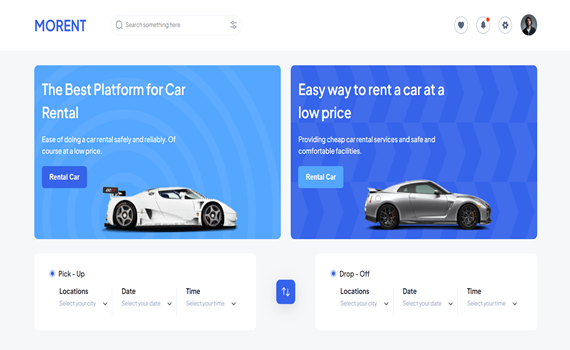 MORENT
Search something here
The Best Platform for Car
Rental
Ease of doing a car rental safely and reliably. Of
course at a low price.
Rental Car
Easy way to rent a car at a
low price
Providing cheap car rental services and safe and
comfortable facilities.
Rental Car
Pick - Up
Locations
Select your city
Date
Select your date
Time
Select your time
Drop - Off
Locations
Select your city
Date
Select your date
Time
Select your time